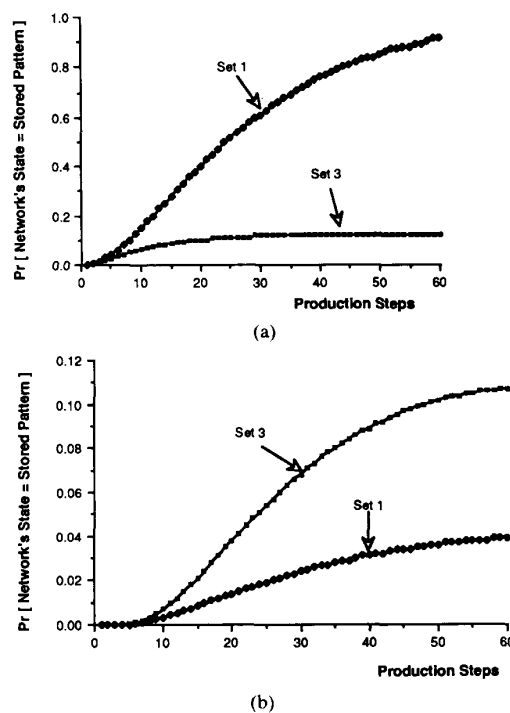 Pr [ Network's State = Stored Pattern ]
1.0
0.8
0.6
0.4
0.2
0.0
Set 1
Set 3
0 10 20 30 40 50 60
Production Steps
(a)
Pr [ Network's State = Stored Pattern ]
0.12
0.10
0.08
0.06
0.04
0.02
0.00
Set 3
Set 1
0 10 20 30 40 50 60
Production Steps
(b)